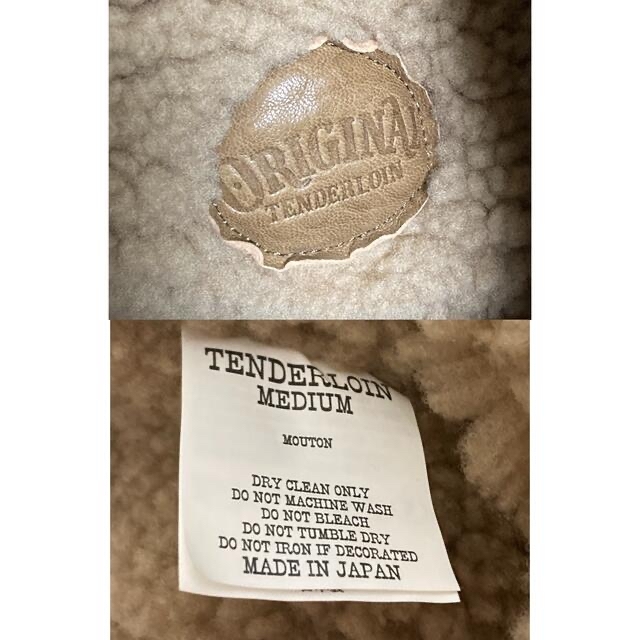 ORIGINAL
TENDERLOIN
TENDERLOIN
MEDIUM
MOUTON
DRY CLEAN ONLY
DO NOT MACHINE WASH
DO NOT BLEACH
DO NOT TUMBLE DRY
DO NOT IRON IF DECORATED
MADE IN JAPAN